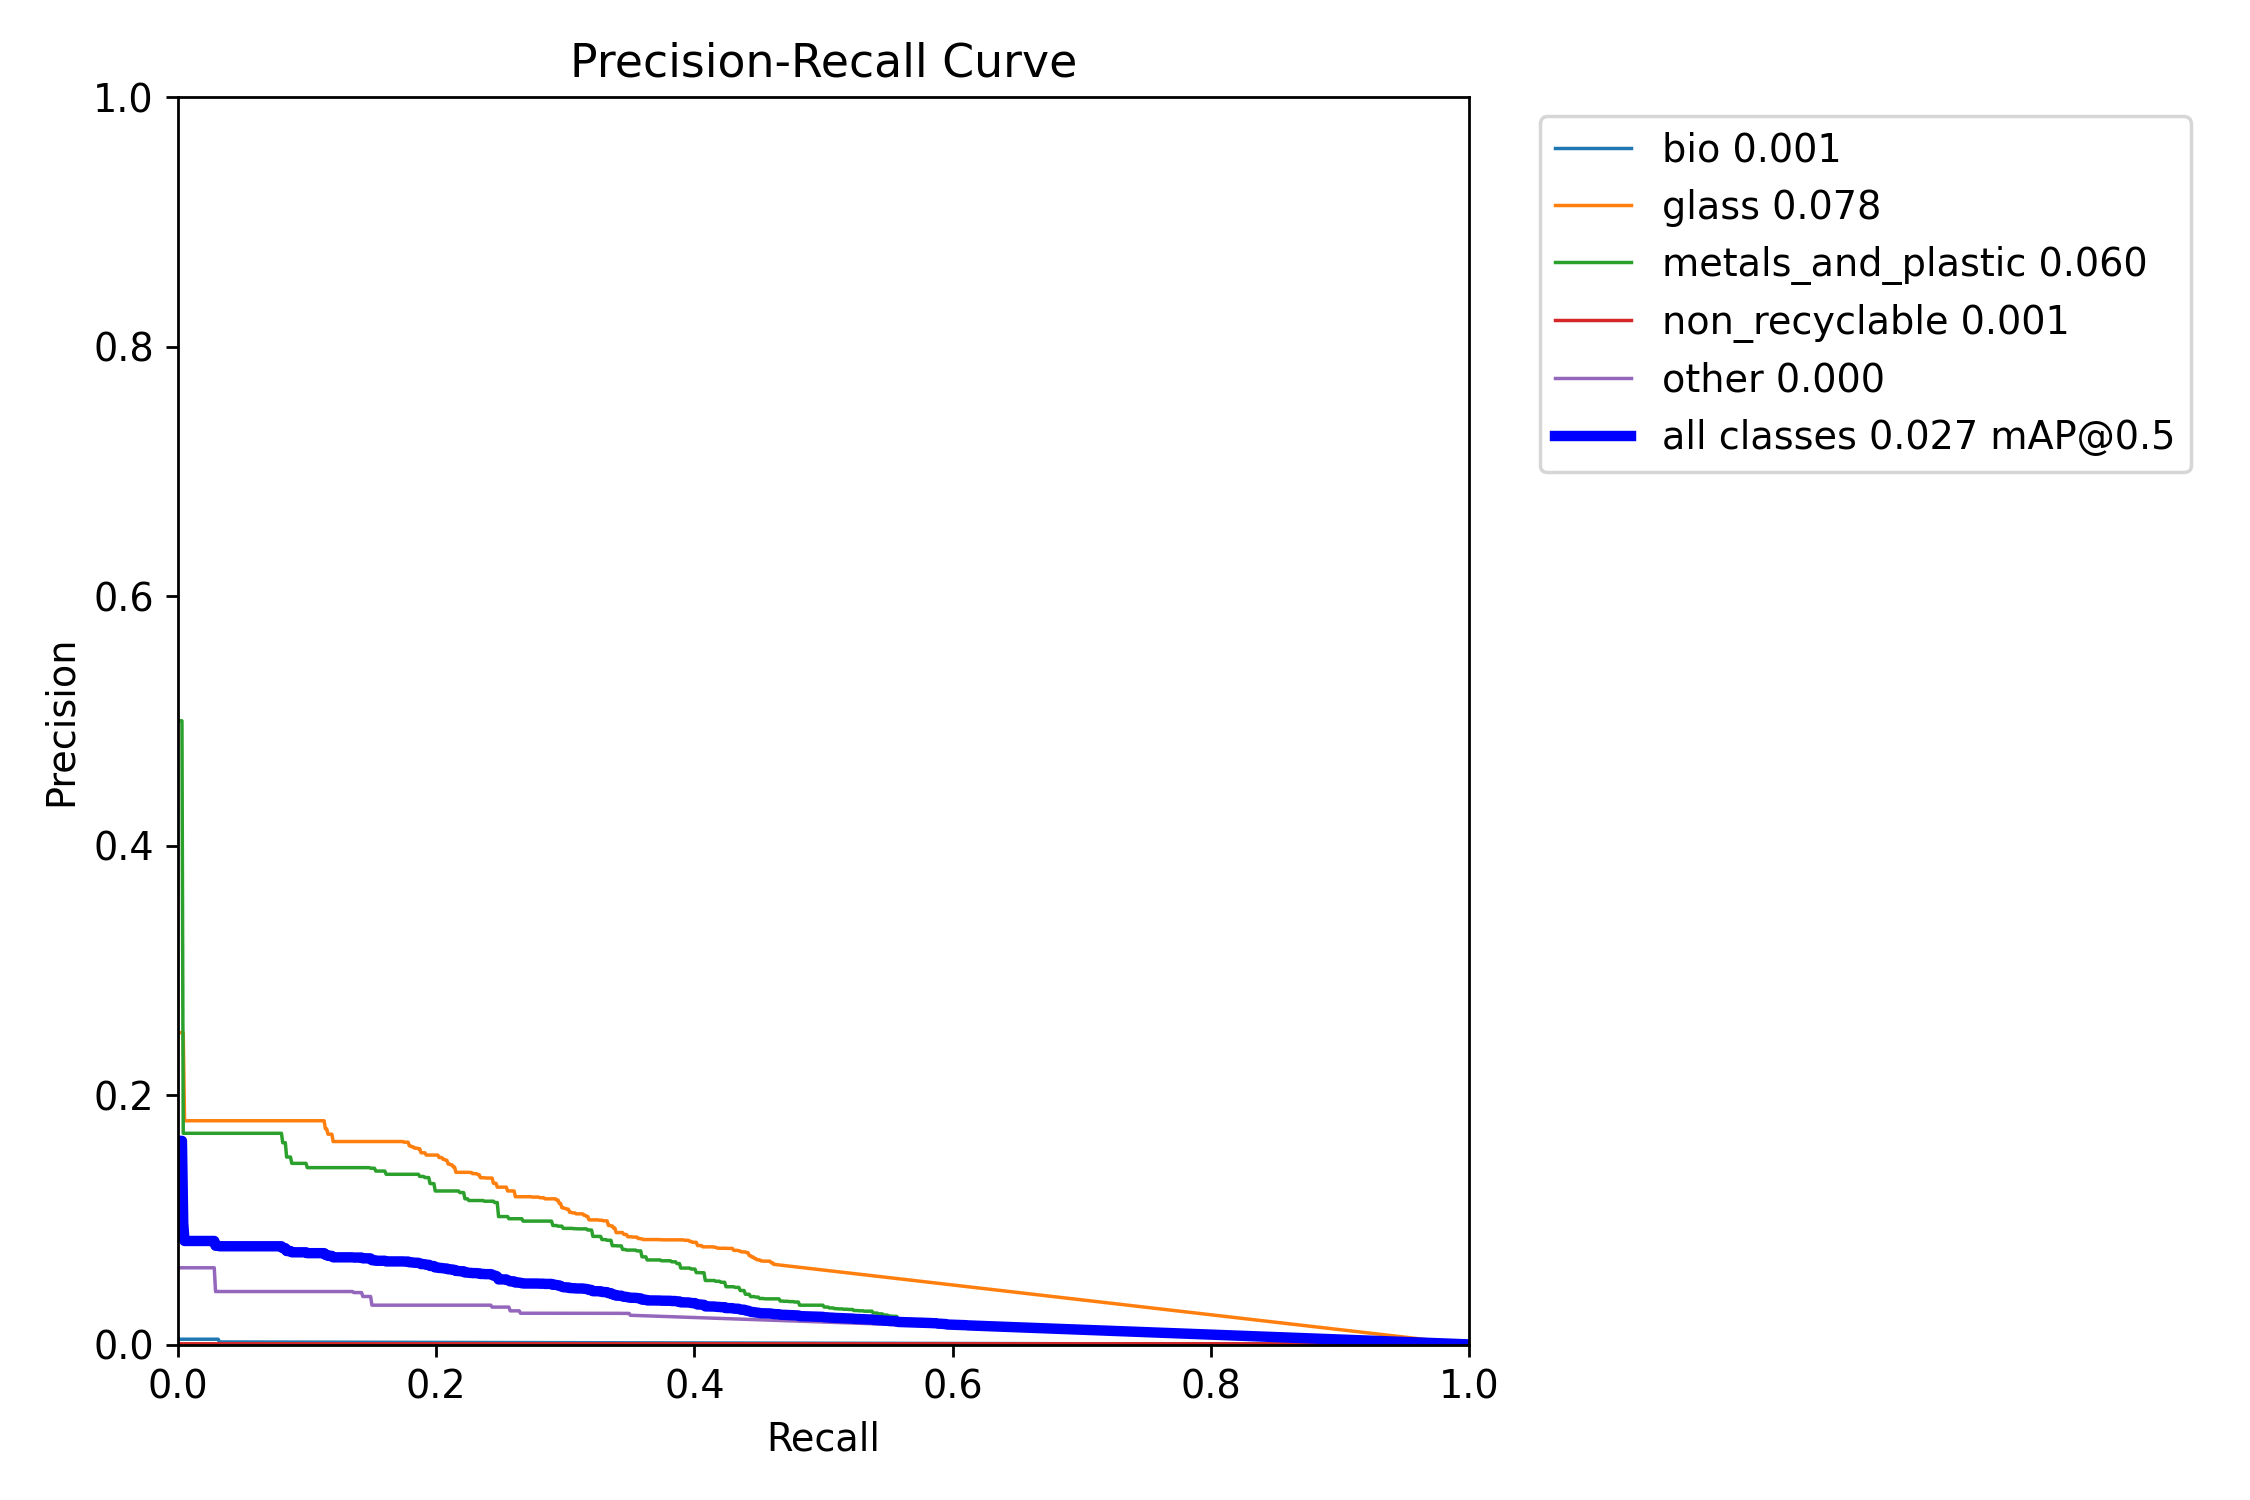 Precision-Recall Curve
1.0
0.8
0.6
0.4
0.2
0.0
Precision
0.0 0.2 0.4 0.6 0.8 1.0
Recall
bio 0.001
glass 0.078
metals_and_plastic 0.060
non_recyclable 0.001
other 0.000
all classes 0.027 mAP@0.5